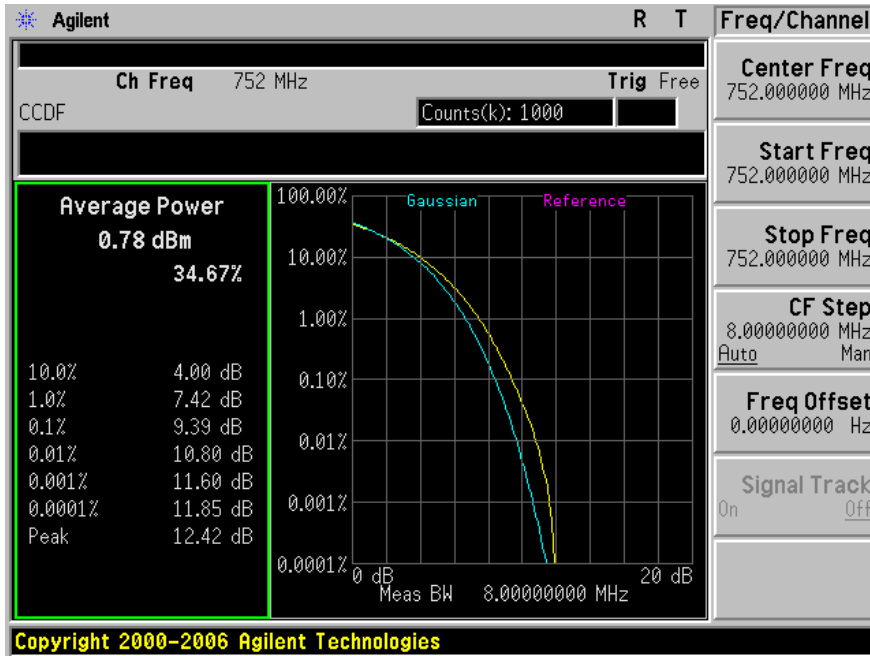 Agilent R T
Freq/Channel
Ch Freq 752 MHz Trig Free
CCDF Counts(k): 1000
Average Power
0.78 dBm
34.67%
10.0% 4.00 dB
1.0% 7.42 dB
0.1% 9.39 dB
0.01% 10.80 dB
0.001% 11.60 dB
0.0001% 11.85 dB
Peak 12.42 dB
Gaussian Reference
100.00%
10.00%
1.00%
0.10%
0.01%
0.001%
0.0001%
0 dB 20 dB
Meas BW 8.00000000 MHz
Center Freq
752.000000 MHz
Start Freq
752.000000 MHz
Stop Freq
752.000000 MHz
CF Step
8.00000000 MHz
Auto Man
Freq Offset
0.00000000 Hz
Signal Track
On Off
Copyright 2000-2006 Agilent Technologies